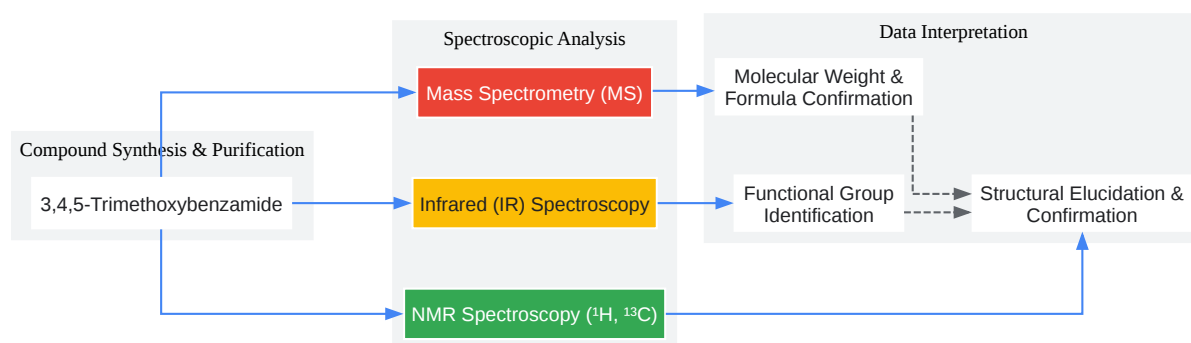 Compound Synthesis & Purification
3,4,5-Trimethoxybenzamide
Spectroscopic Analysis
Mass Spectrometry (MS)
Infrared (IR) Spectroscopy
NMR Spectroscopy (¹H, ¹³C)
Data Interpretation
Molecular Weight &
Formula Confirmation
Functional Group
Identification
Structural Elucidation &
Confirmation